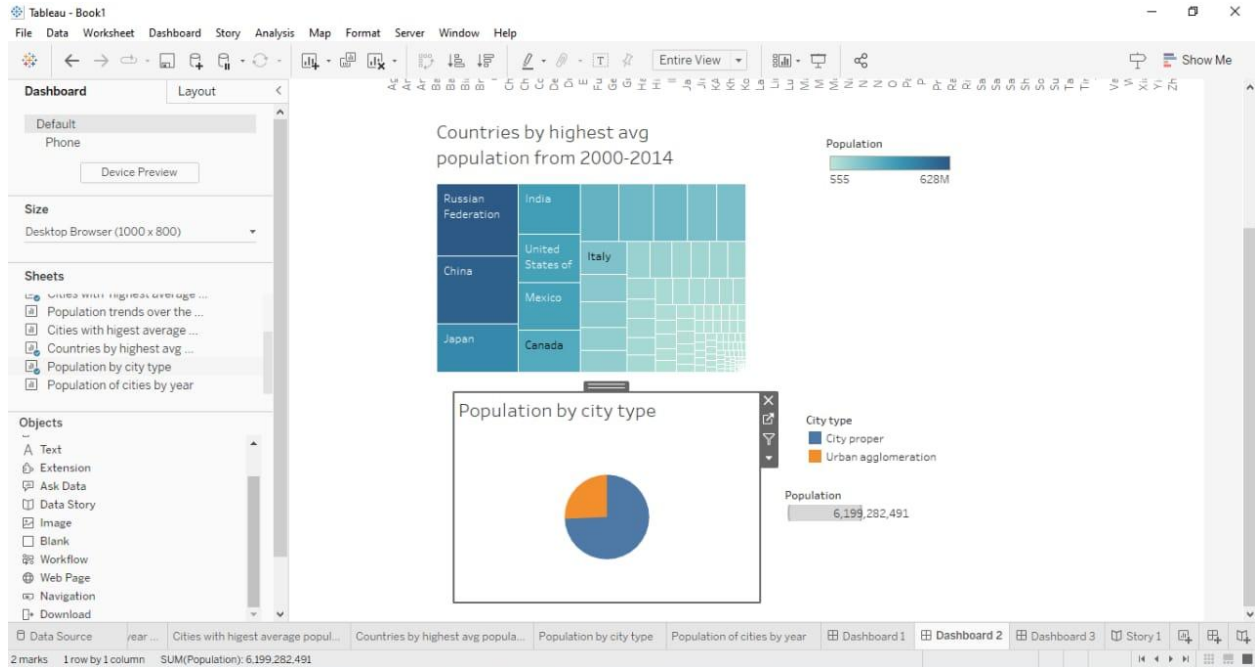 Tableau - Book1
File Data Worksheet Dashboard Story Analysis Map Format Server Window Help
Entire View
Show Me
Dashboard
Layout
Default
Phone
Device Preview
Size
Desktop Browser (1000 x 800)
Sheets
Cities with highest average ...
Population trends over the ...
Cities with higest average ...
Countries by highest avg ...
Population by city type
Population of cities by year
Objects
Text
Extension
Ask Data
Data Story
Image
Blank
Workflow
Web Page
Navigation
Download
Countries by highest avg
population from 2000-2014
Russian
Federation
China
Japan
India
United
States of
Mexico
Canada
Italy
Population
555 628M
Population by city type
City type
City proper
Urban agglomeration
Population
6,199,282,491
Data Source year ... Cities with higest average popul... Countries by highest avg popula... Population by city type Population of cities by year Dashboard 1 Dashboard 2 Dashboard 3 Story 1
2 marks 1 row by 1 column SUM(Population): 6,199,282,491